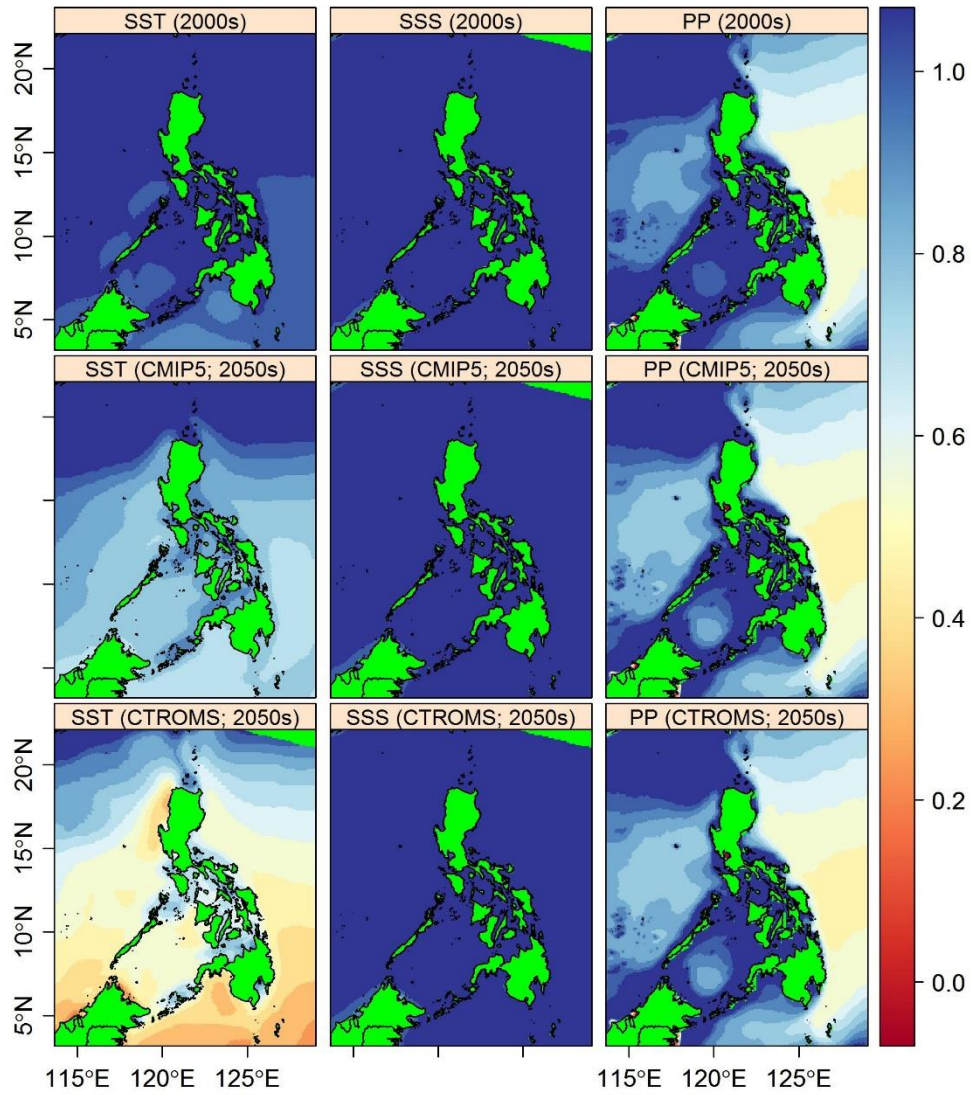 SST (2000s) SSS (2000s) PP (2000s)
20°N
15°N
10°N
5°N
SST (CMIP5; 2050s) SSS (CMIP5; 2050s) PP (CMIP5; 2050s)
SST (CTROMS; 2050s) SSS (CTROMS; 2050s) PP (CTROMS; 2050s)
20°N
15°N
10°N
5°N
115°E 120°E 125°E 115°E 120°E 125°E
1.0
0.8
0.6
0.4
0.2
0.0